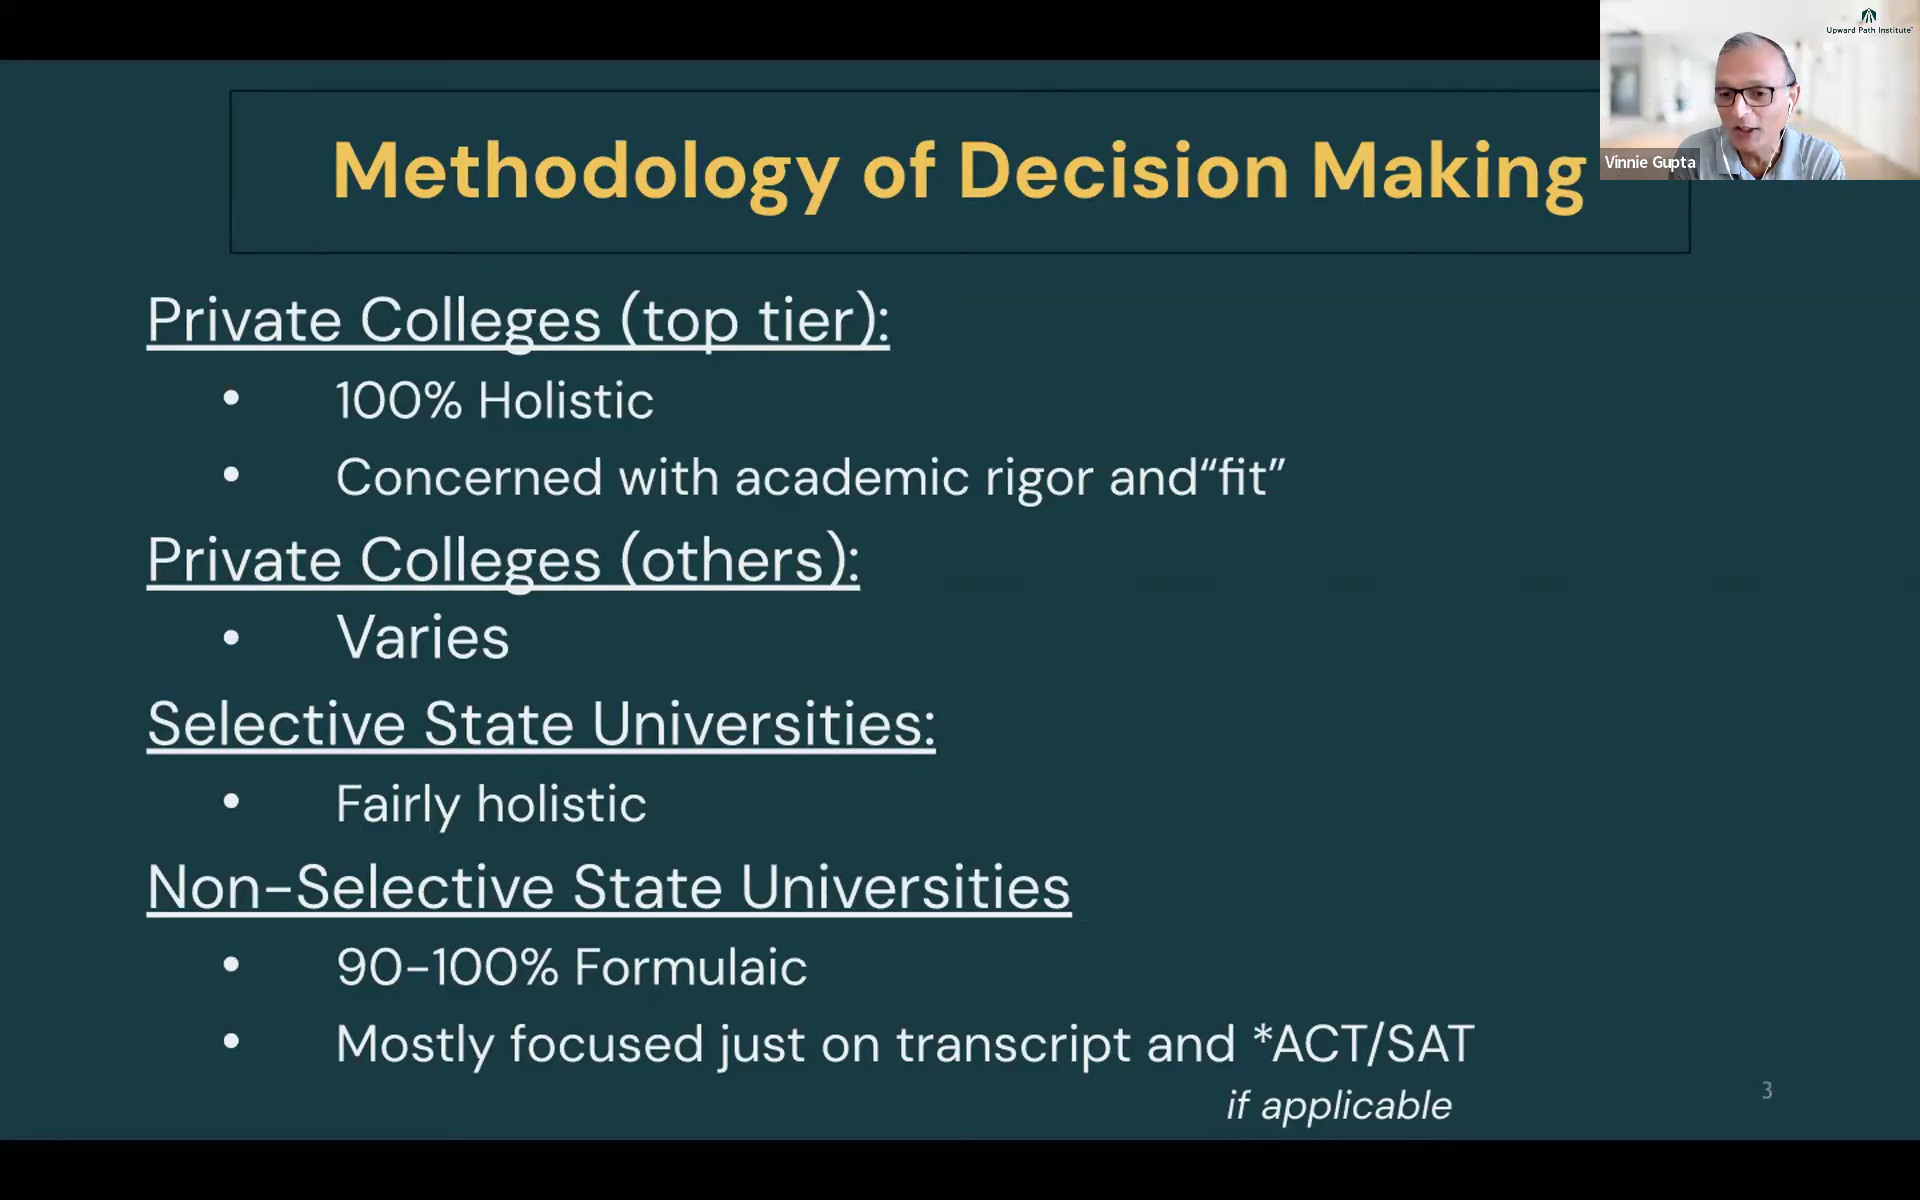 Upward Path Institute
Vinnie Gupta
Methodology of Decision Making
Private Colleges (top tier):
• 100% Holistic
• Concerned with academic rigor and“fit”
Private Colleges (others):
• Varies
Selective State Universities:
• Fairly holistic
Non-Selective State Universities
• 90-100% Formulaic
• Mostly focused just on transcript and *ACT/SAT
if applicable
3